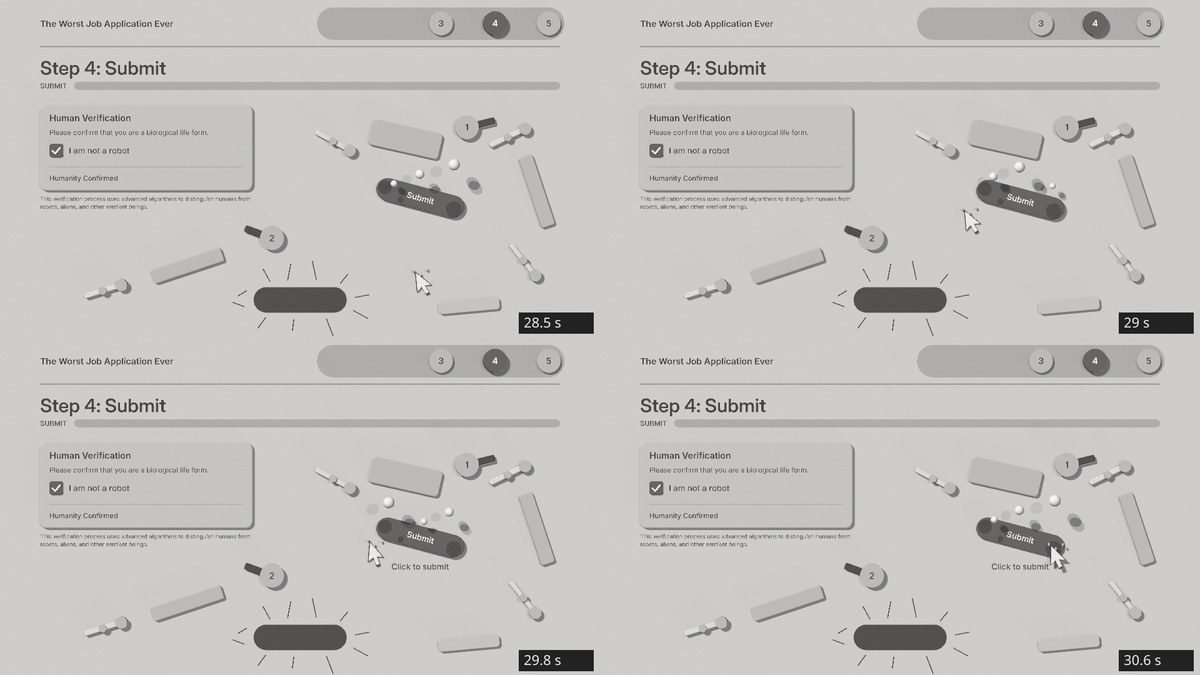 The Worst Job Application Ever
3 4 5
Step 4: Submit
SUBMIT
Human Verification
Please confirm that you are a biological life form.
I am not a robot
Humanity Confirmed
This verification process uses advanced algorithms to distinguish humans from
robots, aliens, and other sentient beings.
1
Submit
2
28.5 s
The Worst Job Application Ever
3 4 5
Step 4: Submit
SUBMIT
Human Verification
Please confirm that you are a biological life form.
I am not a robot
Humanity Confirmed
This verification process uses advanced algorithms to distinguish humans from
robots, aliens, and other sentient beings.
1
Submit
2
29 s
The Worst Job Application Ever
3 4 5
Step 4: Submit
SUBMIT
Human Verification
Please confirm that you are a biological life form.
I am not a robot
Humanity Confirmed
This verification process uses advanced algorithms to distinguish humans from
robots, aliens, and other sentient beings.
1
Submit
Click to submit
2
29.8 s
The Worst Job Application Ever
3 4 5
Step 4: Submit
SUBMIT
Human Verification
Please confirm that you are a biological life form.
I am not a robot
Humanity Confirmed
This verification process uses advanced algorithms to distinguish humans from
robots, aliens, and other sentient beings.
1
Submit
Click to submit
2
30.6 s